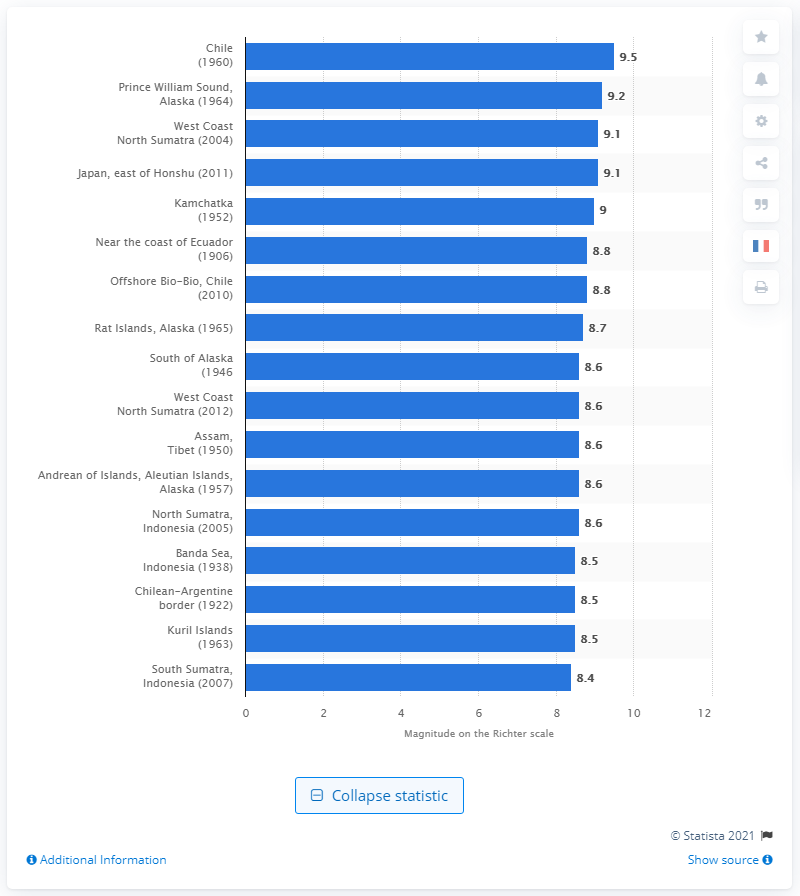 Chile
(1960)
9.5
Prince William Sound,
Alaska (1964)
9.2
West Coast
North Sumatra (2004)
9.1
Japan, east of Honshu (2011)
9.1
Kamchatka
(1952)
9
Near the coast of Ecuador
(1906)
8.8
Offshore Bio-Bio, Chile
(2010)
8.8
Rat Islands, Alaska (1965)
8.7
South of Alaska
(1946
8.6
West Coast
North Sumatra (2012)
8.6
Assam,
Tibet (1950)
8.6
Andrean of Islands, Aleutian Islands,
Alaska (1957)
8.6
North Sumatra,
Indonesia (2005)
8.6
Banda Sea,
Indonesia (1938)
8.5
Chilean-Argentine
border (1922)
8.5
Kuril Islands
(1963)
8.5
South Sumatra,
Indonesia (2007)
8.4
0 2 4 6 8 10 12
Magnitude on the Richter scale
Collapse statistic
© Statista 2021
Additional Information
Show source